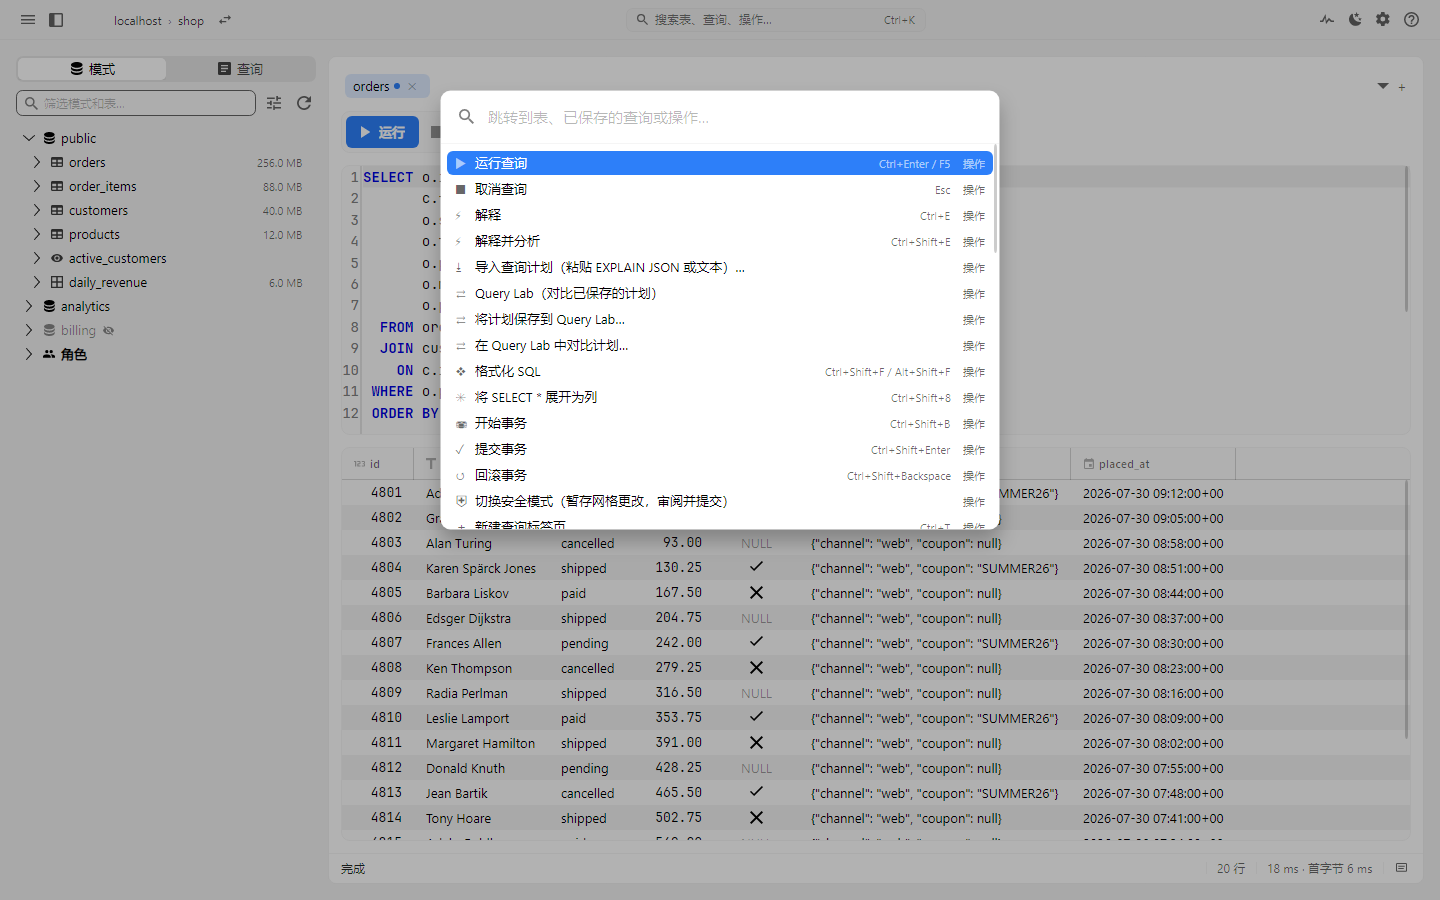 localhost › shop
搜索表、查询、操作... Ctrl+K
模式 查询
筛选模式和表...
public
orders 256.0 MB
order_items 88.0 MB
customers 40.0 MB
products 12.0 MB
active_customers
daily_revenue 6.0 MB
analytics
billing
角色
orders
运行
跳转到表、已保存的查询或操作...
运行查询 Ctrl+Enter / F5 操作
取消查询 Esc 操作
解释 Ctrl+E 操作
解释并分析 Ctrl+Shift+E 操作
导入查询计划（粘贴 EXPLAIN JSON 或文本）... 操作
Query Lab（对比已保存的计划） 操作
将计划保存到 Query Lab... 操作
在 Query Lab 中对比计划... 操作
格式化 SQL Ctrl+Shift+F / Alt+Shift+F 操作
将 SELECT * 展开为列 Ctrl+Shift+8 操作
开始事务 Ctrl+Shift+B 操作
提交事务 Ctrl+Shift+Enter 操作
回滚事务 Ctrl+Shift+Backspace 操作
切换安全模式（暂存网格更改，审阅并提交） 操作
新建查询标签页 Ctrl+T 操作
1 SELECT
2
3
4
5
6
7
8 FROM
9 JOIN
10 ON
11 WHERE
12 ORDER BY
123 id placed_at
4801 2026-07-30 09:12:00+00
4802 2026-07-30 09:05:00+00
4803 Alan Turing cancelled 93.00 NULL {"channel": "web", "coupon": null} 2026-07-30 08:58:00+00
4804 Karen Spärck Jones shipped 130.25 {"channel": "web", "coupon": "SUMMER26"} 2026-07-30 08:51:00+00
4805 Barbara Liskov paid 167.50 {"channel": "web", "coupon": null} 2026-07-30 08:44:00+00
4806 Edsger Dijkstra shipped 204.75 NULL {"channel": "web", "coupon": null} 2026-07-30 08:37:00+00
4807 Frances Allen pending 242.00 {"channel": "web", "coupon": "SUMMER26"} 2026-07-30 08:30:00+00
4808 Ken Thompson cancelled 279.25 {"channel": "web", "coupon": null} 2026-07-30 08:23:00+00
4809 Radia Perlman shipped 316.50 NULL {"channel": "web", "coupon": null} 2026-07-30 08:16:00+00
4810 Leslie Lamport paid 353.75 {"channel": "web", "coupon": "SUMMER26"} 2026-07-30 08:09:00+00
4811 Margaret Hamilton shipped 391.00 {"channel": "web", "coupon": null} 2026-07-30 08:02:00+00
4812 Donald Knuth pending 428.25 NULL {"channel": "web", "coupon": null} 2026-07-30 07:55:00+00
4813 Jean Bartik cancelled 465.50 {"channel": "web", "coupon": "SUMMER26"} 2026-07-30 07:48:00+00
4814 Tony Hoare shipped 502.75 {"channel": "web", "coupon": null} 2026-07-30 07:41:00+00
完成 20 行 18 ms · 首字节 6 ms